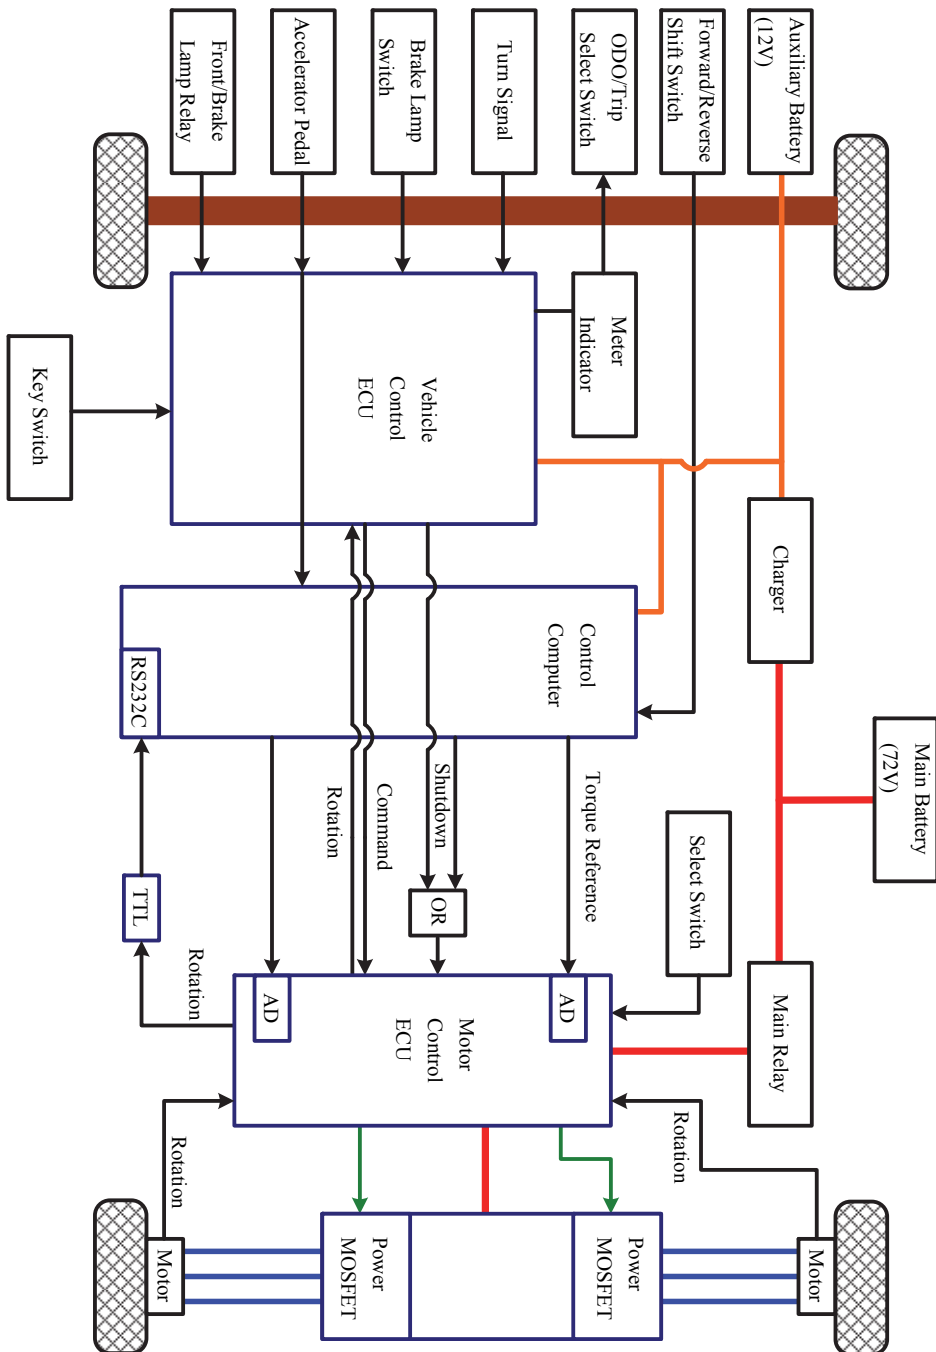 Front/Brake
Lamp Relay
Accelerator Pedal
Brake Lamp
Switch
Turn Signal
ODO/Trip
Select Switch
Forward/Reverse
Shift Switch
Auxiliary Battery
(12V)
Key Switch
Vehicle
Control
ECU
Meter
Indicator
Charger
Control
Computer
RS232C
Main Battery
(72V)
Rotation
Command
Shutdown
Torque Reference
Select Switch
TTL
OR
Rotation
AD
AD
Motor
Control
ECU
Main Relay
Rotation
Rotation
Power
MOSFET
Power
MOSFET
Motor
Motor